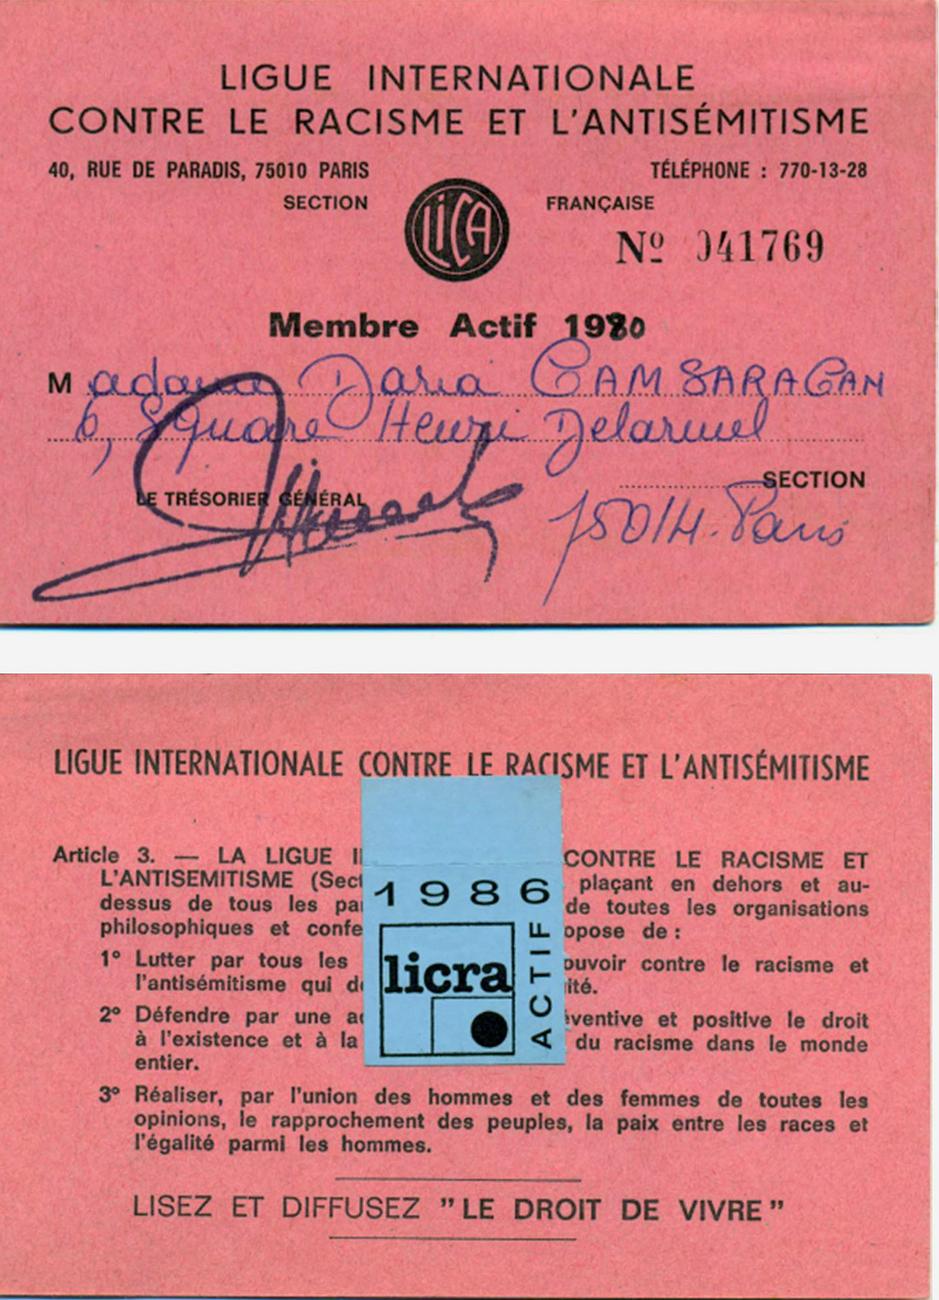 LIGUE INTERNATIONALE
CONTRE LE RACISME ET L'ANTISÉMITISME
40, RUE DE PARADIS, 75010 PARIS TÉLÉPHONE : 770-13-28
SECTION LICA FRANÇAISE
Nº 041769
Membre Actif 1980
Madame Daria CAMSARAGAN
6, Square Henri Delormel
SECTION
LE TRÉSORIER GÉNÉRAL
75014. Paris
LIGUE INTERNATIONALE CONTRE LE RACISME ET L'ANTISÉMITISME
Article 3. — LA LIGUE I CONTRE LE RACISME ET
L'ANTISEMITISME (Sect plaçant en dehors et au-
dessus de tous les pa de toutes les organisations
philosophiques et confe opose de :
1° Lutter par tous les ouvoir contre le racisme et
l'antisémitisme qui d ité.
2° Défendre par une a éventive et positive le droit
à l'existence et à la du racisme dans le monde
entier.
3° Réaliser, par l'union des hommes et des femmes de toutes les
opinions, le rapprochement des peuples, la paix entre les races et
l'égalité parmi les hommes.
1986
licra
ACTIF
LISEZ ET DIFFUSEZ "LE DROIT DE VIVRE"